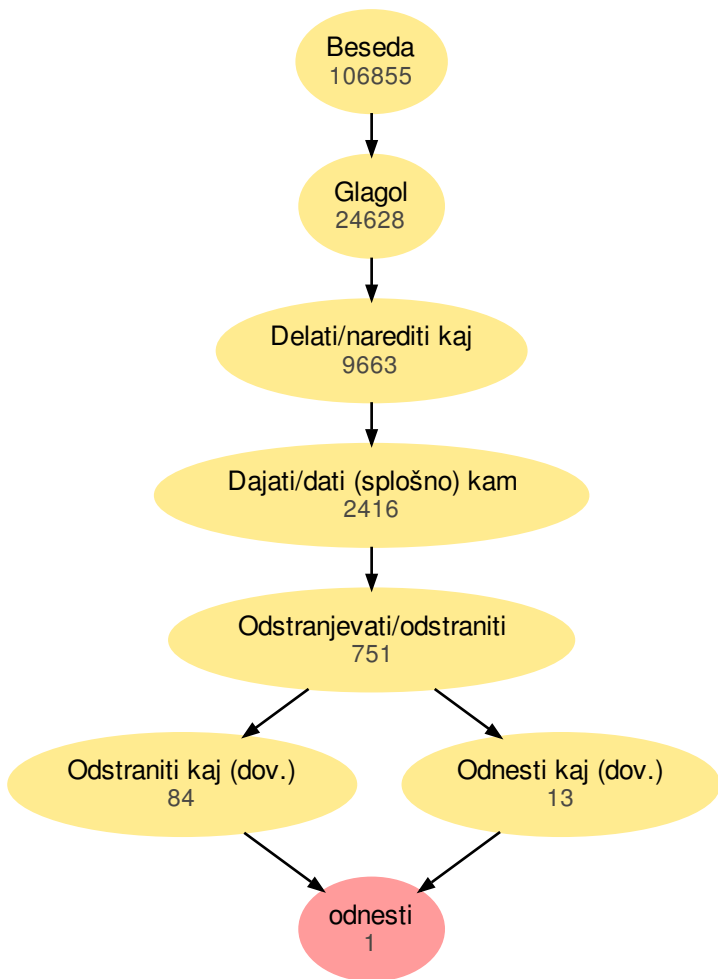 Beseda
106855
Glagol
24628
Delati/narediti kaj
9663
Dajati/dati (splošno) kam
2416
Odstranjevati/odstraniti
751
Odstraniti kaj (dov.)
84
Odnesti kaj (dov.)
13
odnesti
1